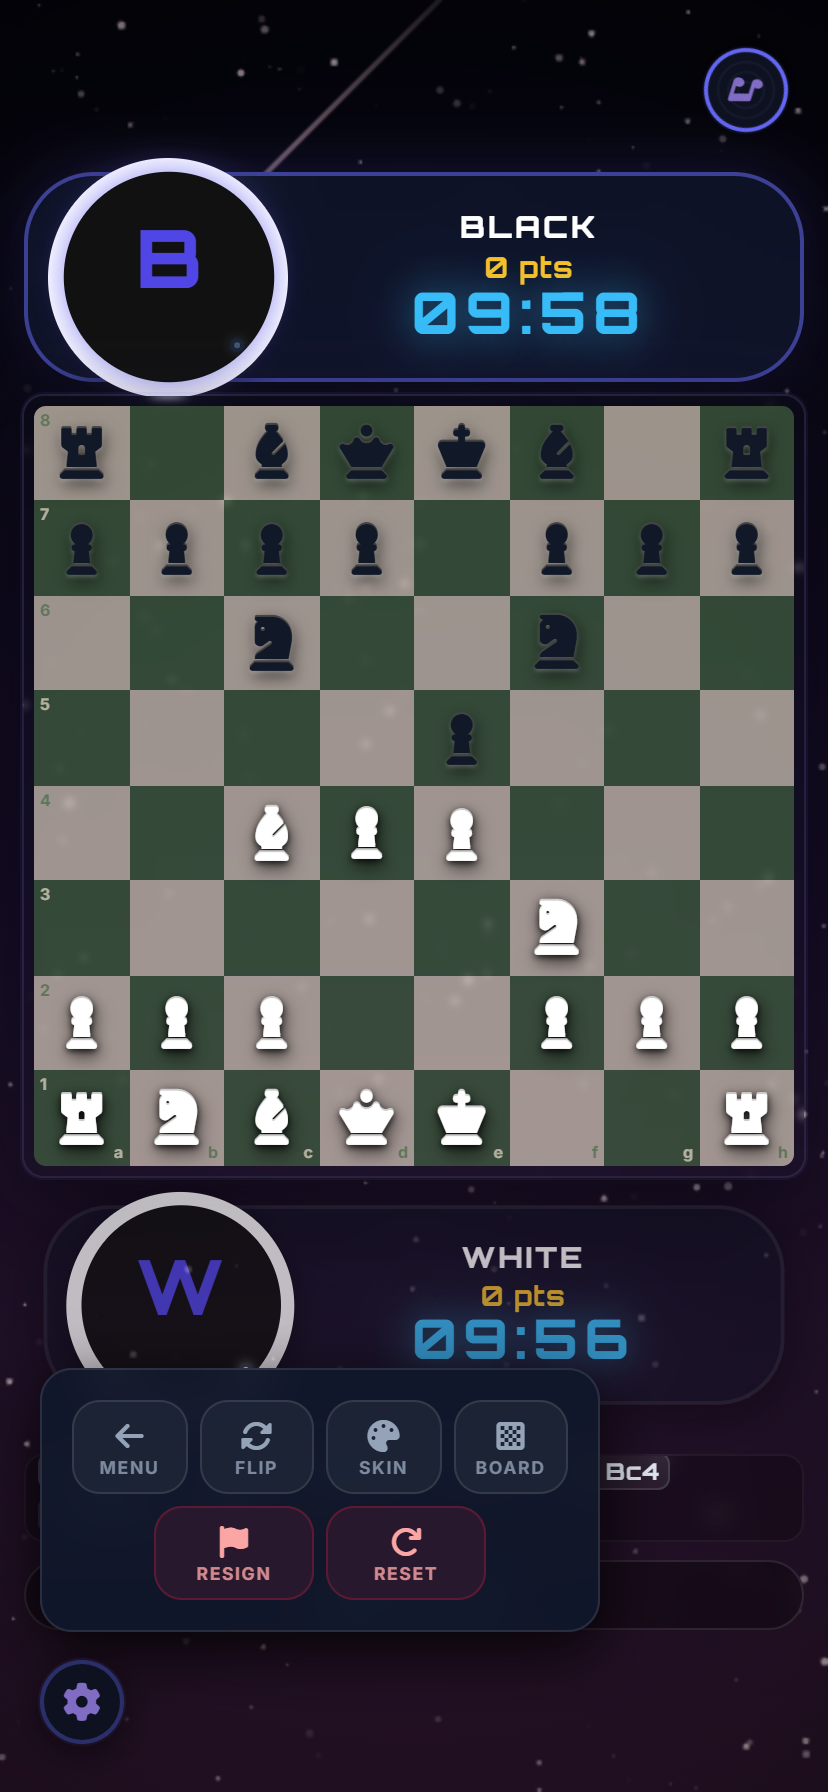 B
BLACK
0 pts
09:58
8
7
6
5
4
3
2
1
a b c d e f g h
W
WHITE
0 pts
09:56
MENU FLIP SKIN BOARD
Bc4
RESIGN RESET